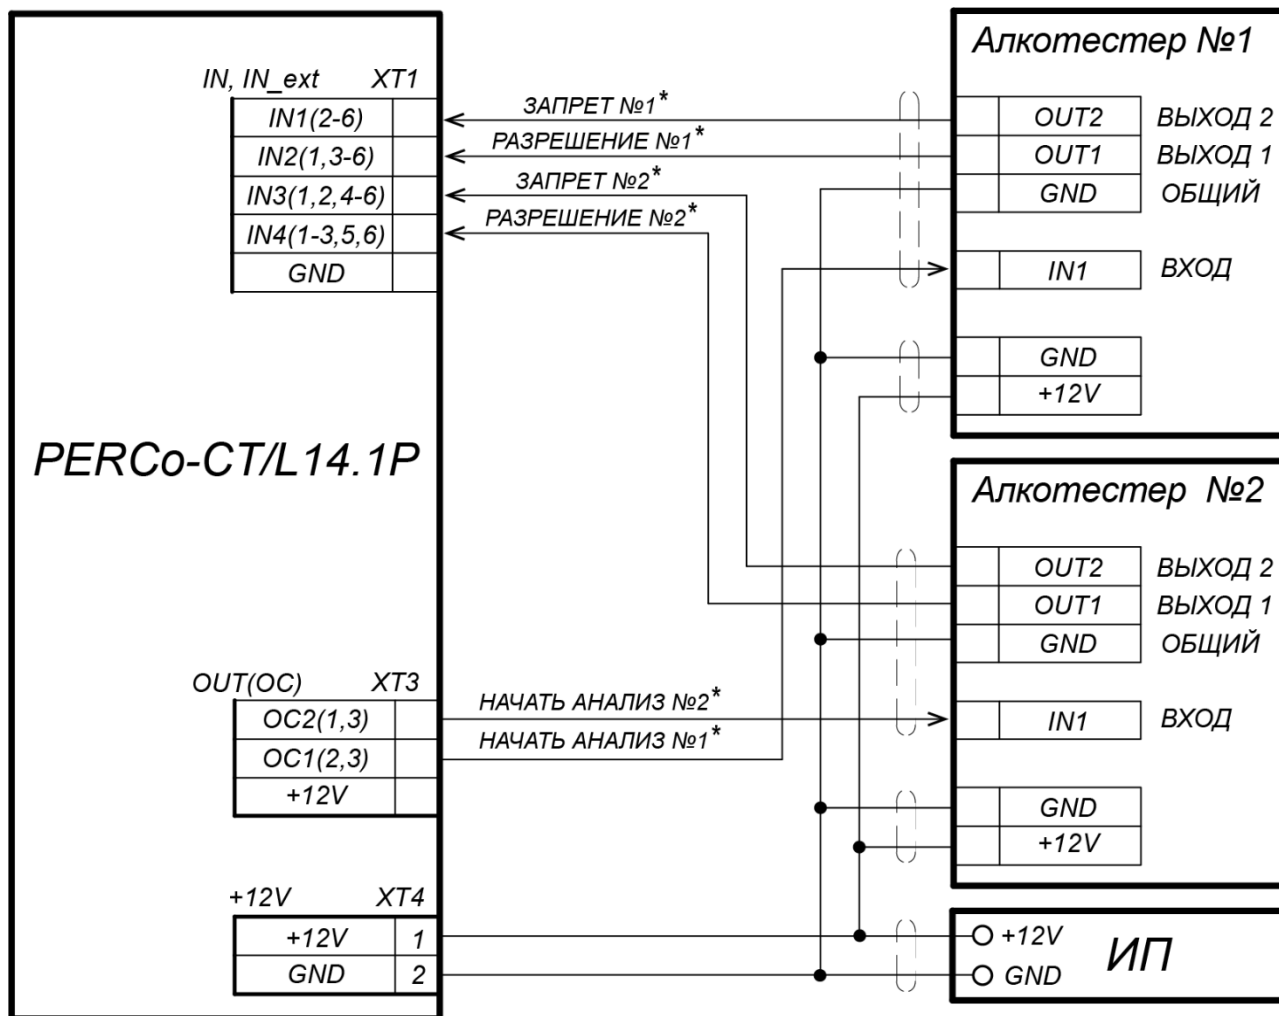 PERCo-CT/L14.1P
IN, IN_ext XT1
IN1(2-6)
IN2(1,3-6)
IN3(1,2,4-6)
IN4(1-3,5,6)
GND
OUT(OC) XT3
OC2(1,3)
OC1(2,3)
+12V
+12V XT4
+12V 1
GND 2
ЗАПРЕТ №1*
РАЗРЕШЕНИЕ №1*
ЗАПРЕТ №2*
РАЗРЕШЕНИЕ №2*
НАЧАТЬ АНАЛИЗ №2*
НАЧАТЬ АНАЛИЗ №1*
Алкотестер №1
OUT2 ВЫХОД 2
OUT1 ВЫХОД 1
GND ОБЩИЙ
IN1 ВХОД
GND
+12V
Алкотестер №2
OUT2 ВЫХОД 2
OUT1 ВЫХОД 1
GND ОБЩИЙ
IN1 ВХОД
GND
+12V
+12V
GND
ИП